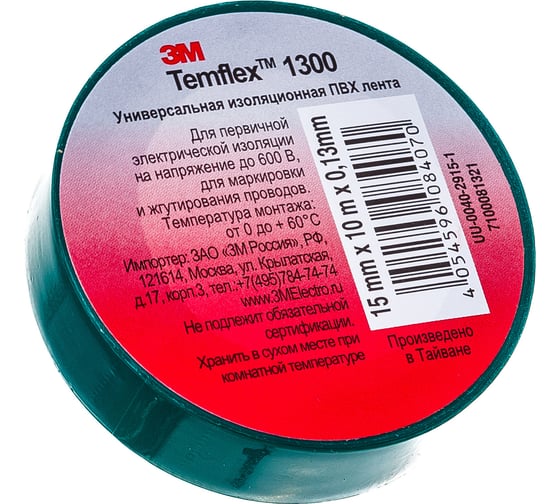 3M
Temflex™ 1300
Универсальная изоляционная ПВХ лента
Для первичной
электрической изоляции
на напряжение до 600 В,
для маркировки
и жгутирования проводов.
Температура монтажа:
от 0 до + 60°C
Импортер: ЗАО «3М Россия», РФ,
121614, Москва, ул. Крылатская,
д.17, корп.3, тел.:+7(495)784-74-74
www.3MElectro.ru
Не подлежит обязательной
сертификации.
Хранить в сухом месте при
комнатной температуре
15 mm x 10 m x 0,13mm
4 054596 084070
UU-0040-2915-1
7100081321
Произведено
в Тайване